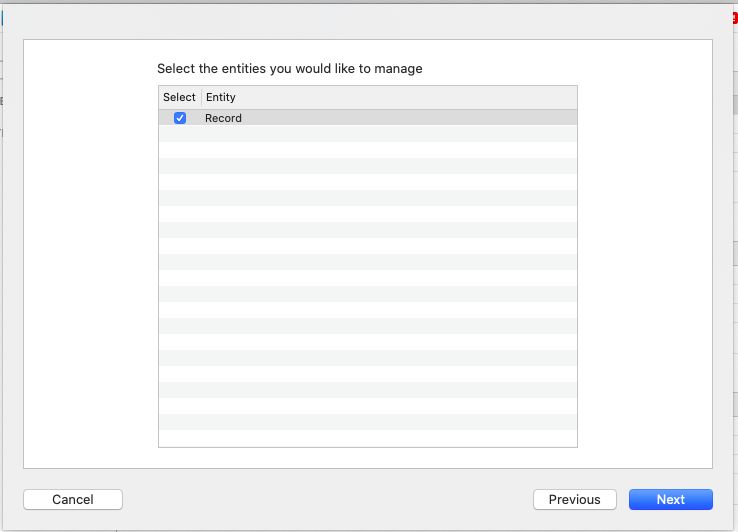 Select the entities you would like to manage
Select Entity
Record
Cancel Previous Next